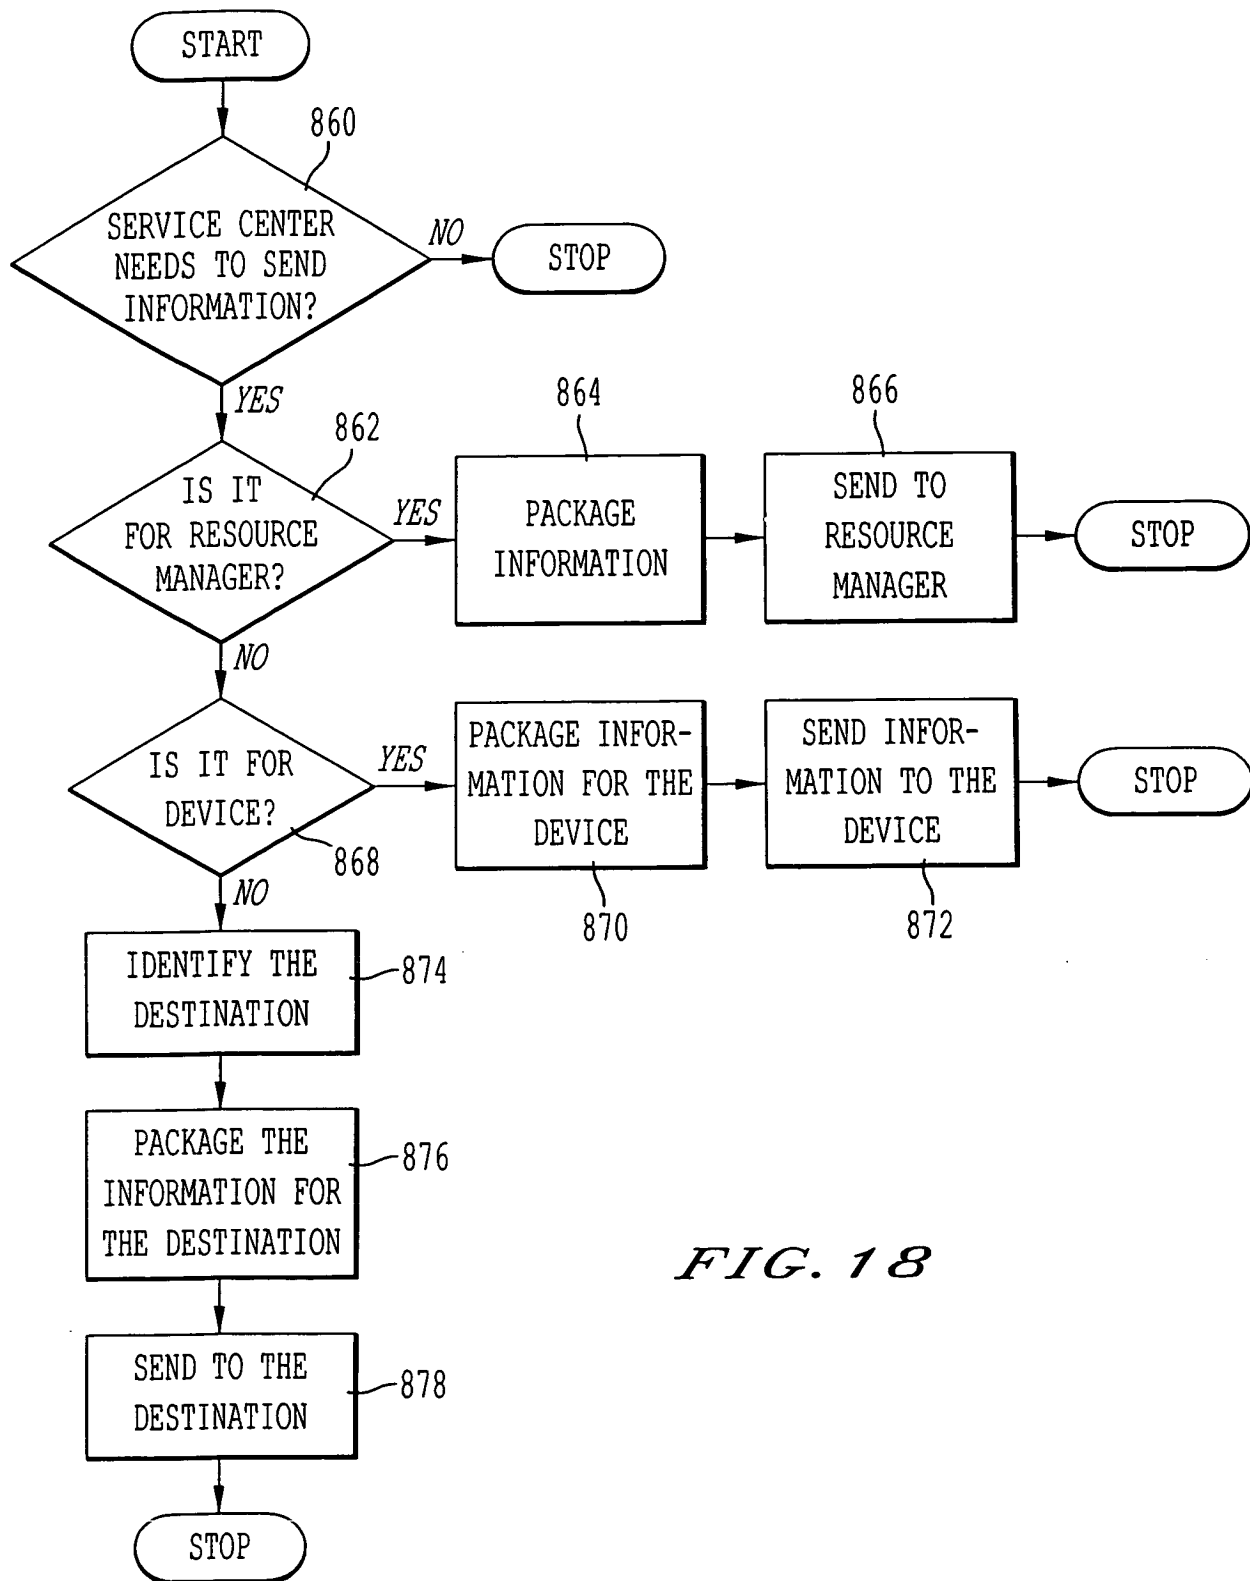 START
860
SERVICE CENTER
NEEDS TO SEND
INFORMATION?
NO
STOP
YES
862
IS IT
FOR RESOURCE
MANAGER?
YES
864
PACKAGE
INFORMATION
866
SEND TO
RESOURCE
MANAGER
STOP
NO
IS IT FOR
DEVICE?
868
YES
PACKAGE INFOR-
MATION FOR THE
DEVICE
870
SEND INFOR-
MATION TO THE
DEVICE
872
STOP
NO
IDENTIFY THE
DESTINATION
874
PACKAGE THE
INFORMATION FOR
THE DESTINATION
876
SEND TO THE
DESTINATION
878
STOP
FIG. 18